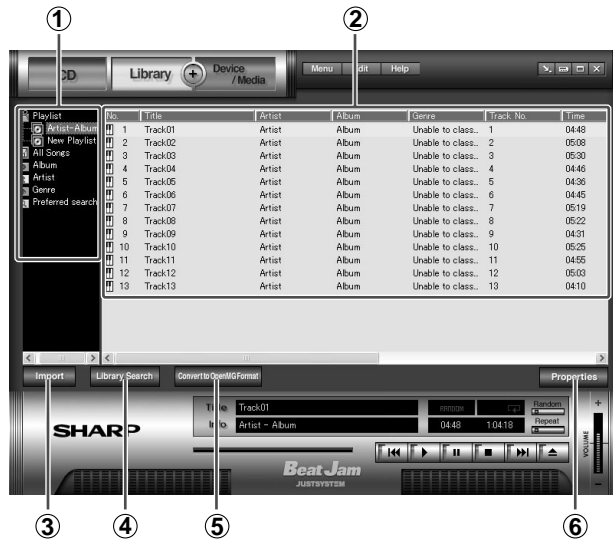 ① ②
CD Library + Device /Media Menu Edit Help
Playlist
Artist-Album
New Playlist
All Songs
Album
Artist
Genre
Preferred search
No. Title Artist Album Genre Track No. Time
1 Track01 Artist Album Unable to class.. 1 04:48
2 Track02 Artist Album Unable to class.. 2 05:08
3 Track03 Artist Album Unable to class.. 3 05:30
4 Track04 Artist Album Unable to class.. 4 04:46
5 Track05 Artist Album Unable to class.. 5 04:36
6 Track06 Artist Album Unable to class.. 6 04:45
7 Track07 Artist Album Unable to class.. 7 05:19
8 Track08 Artist Album Unable to class.. 8 05:22
9 Track09 Artist Album Unable to class.. 9 04:31
10 Track10 Artist Album Unable to class.. 10 05:25
11 Track11 Artist Album Unable to class.. 11 04:55
12 Track12 Artist Album Unable to class.. 12 05:03
13 Track13 Artist Album Unable to class.. 13 04:10
Import Library Search Convert to OpenMG Format Properties
Title Track01 RANDOM Random
Info Artist - Album 04:48 1:04:18 Repeat
SHARP
VOLUME + -
Beat Jam
JUSTSYSTEM
③ ④ ⑤ ⑥